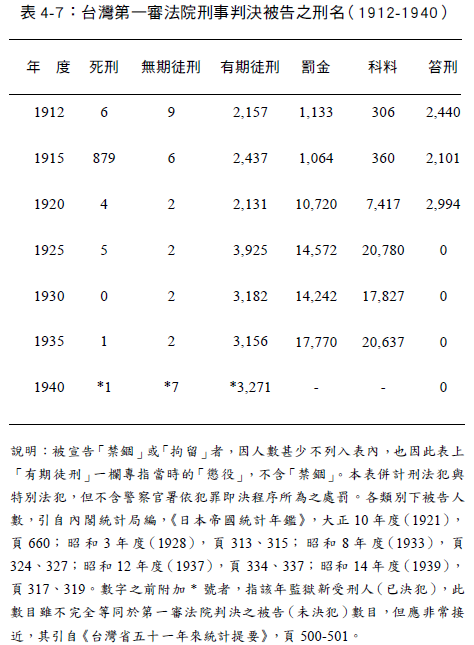 表 4-7：台灣第一審法院刑事判決被告之刑名（1912-1940）
年　度 死刑 無期徒刑 有期徒刑 罰金 科料 笞刑
1912 6 9 2,157 1,133 306 2,440
1915 879 6 2,437 1,064 360 2,101
1920 4 2 2,131 10,720 7,417 2,994
1925 5 2 3,925 14,572 20,780 0
1930 0 2 3,182 14,242 17,827 0
1935 1 2 3,156 17,770 20,637 0
1940 *1 *7 *3,271 - - 0
說明：被宣告「禁錮」或「拘留」者，因人數甚少不列入表內，也因此表上
「有期徒刑」一欄專指當時的「懲役」，不含「禁錮」。本表併計刑法犯與
特別法犯，但不含警察官署依犯罪即決程序所為之處罰。各類別下被告人
數，引自內閣統計局編，《日本帝國統計年鑑》，大正 10 年度（1921），
頁 660；昭和 3 年度（1928），頁 313、315；昭和 8 年度（1933），頁
324、327；昭和 12 年度（1937），頁 334、337；昭和 14 年度（1939），
頁 317、319。數字之前附加 * 號者，指該年監獄新受刑人（已決犯），此
數目雖不完全等同於第一審法院判決之被告（未決犯）數目，但應非常接
近，其引自《台灣省五十一年來統計提要》，頁 500-501。